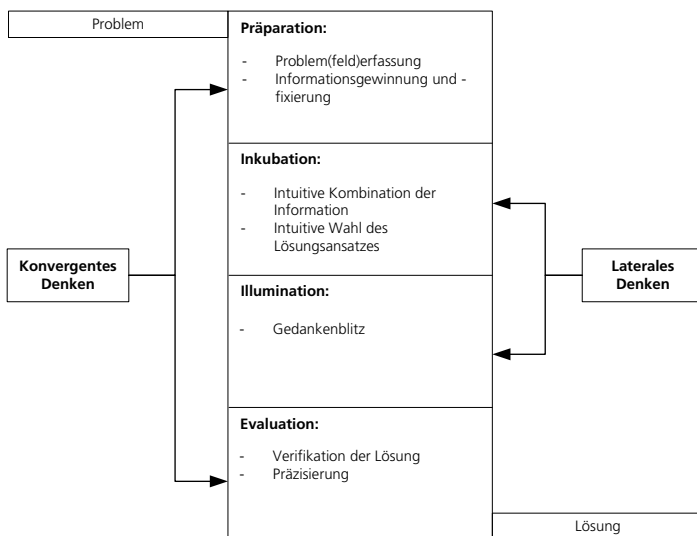 Problem
Präparation:
- Problem(feld)erfassung
- Informationsgewinnung und -
fixierung
Inkubation:
- Intuitive Kombination der
Information
- Intuitive Wahl des
Lösungsansatzes
Konvergentes
Denken
Laterales
Denken
Illumination:
- Gedankenblitz
Evaluation:
- Verifikation der Lösung
- Präzisierung
Lösung